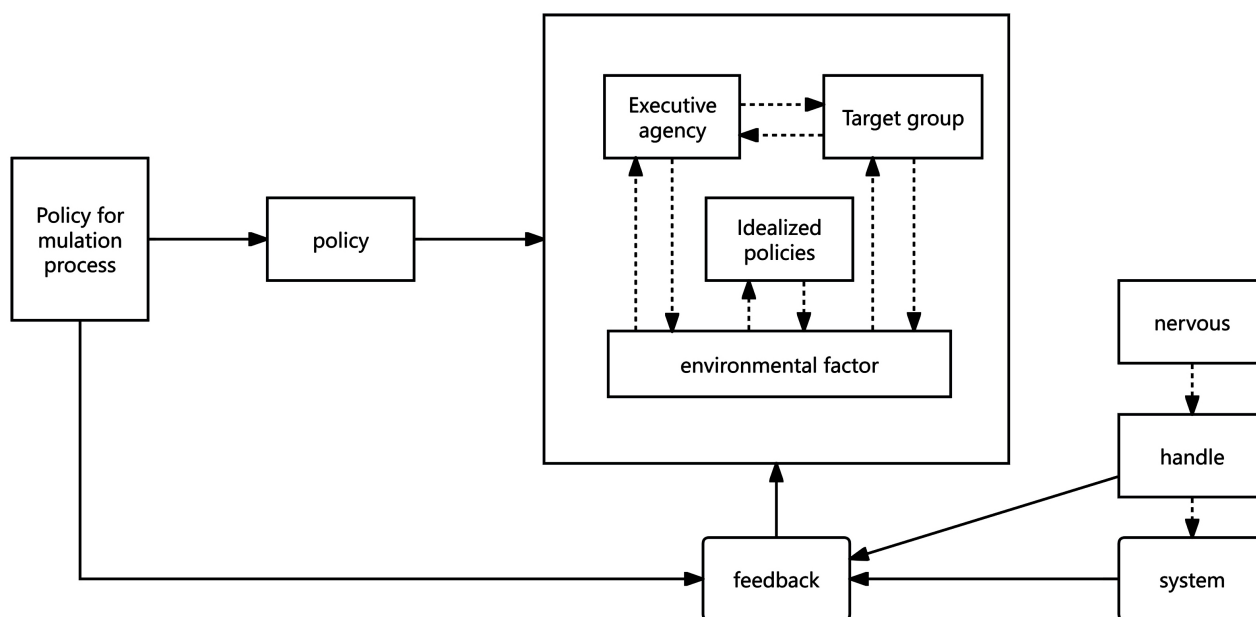 Executive
agency
Target group
Policy for
mulation
process
policy
Idealized
policies
nervous
environmental factor
handle
feedback
system